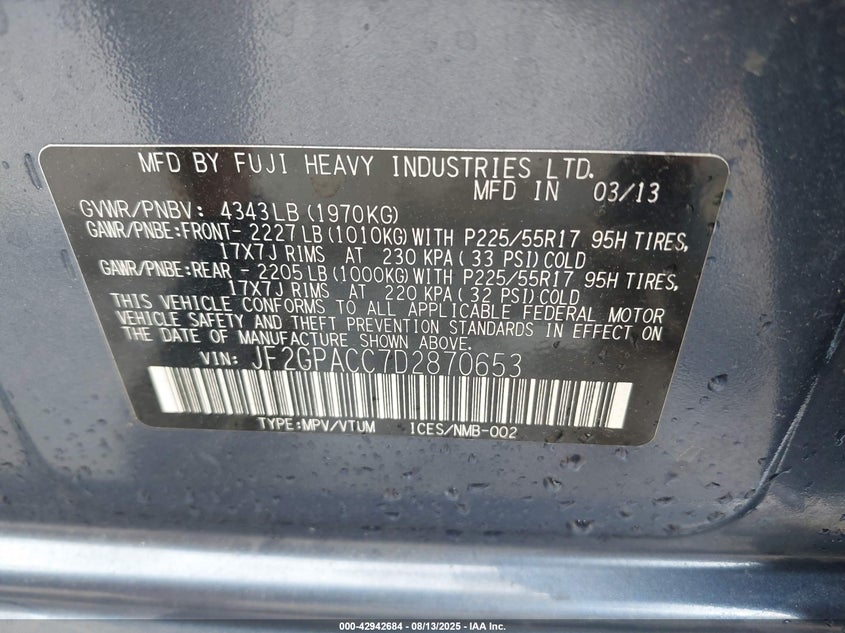 MFD BY FUJI HEAVY INDUSTRIES LTD.
MFD IN 03/13
GVWR/PNBV: 4343LB (1970KG)
GAWR/PNBE:FRONT- 2227LB (1010KG) WITH P225/55R17 95H TIRES,
17X7J RIMS AT 230 KPA (33 PSI) COLD
GAWR/PNBE:REAR - 2205LB (1000KG) WITH P225/55R17 95H TIRES,
17X7J RIMS AT 220 KPA (32 PSI) COLD
THIS VEHICLE CONFORMS TO ALL APPLICABLE FEDERAL MOTOR
VEHICLE SAFETY AND THEFT PREVENTION STANDARDS IN EFFECT ON
THE DATE OF MANUFACTURE SHOWN ABOVE.
VIN: JF2GPACC7D2870653
TYPE:MPV/VTUM ICES/NMB-002
000-42942684 - 08/13/2025 - IAA Inc.